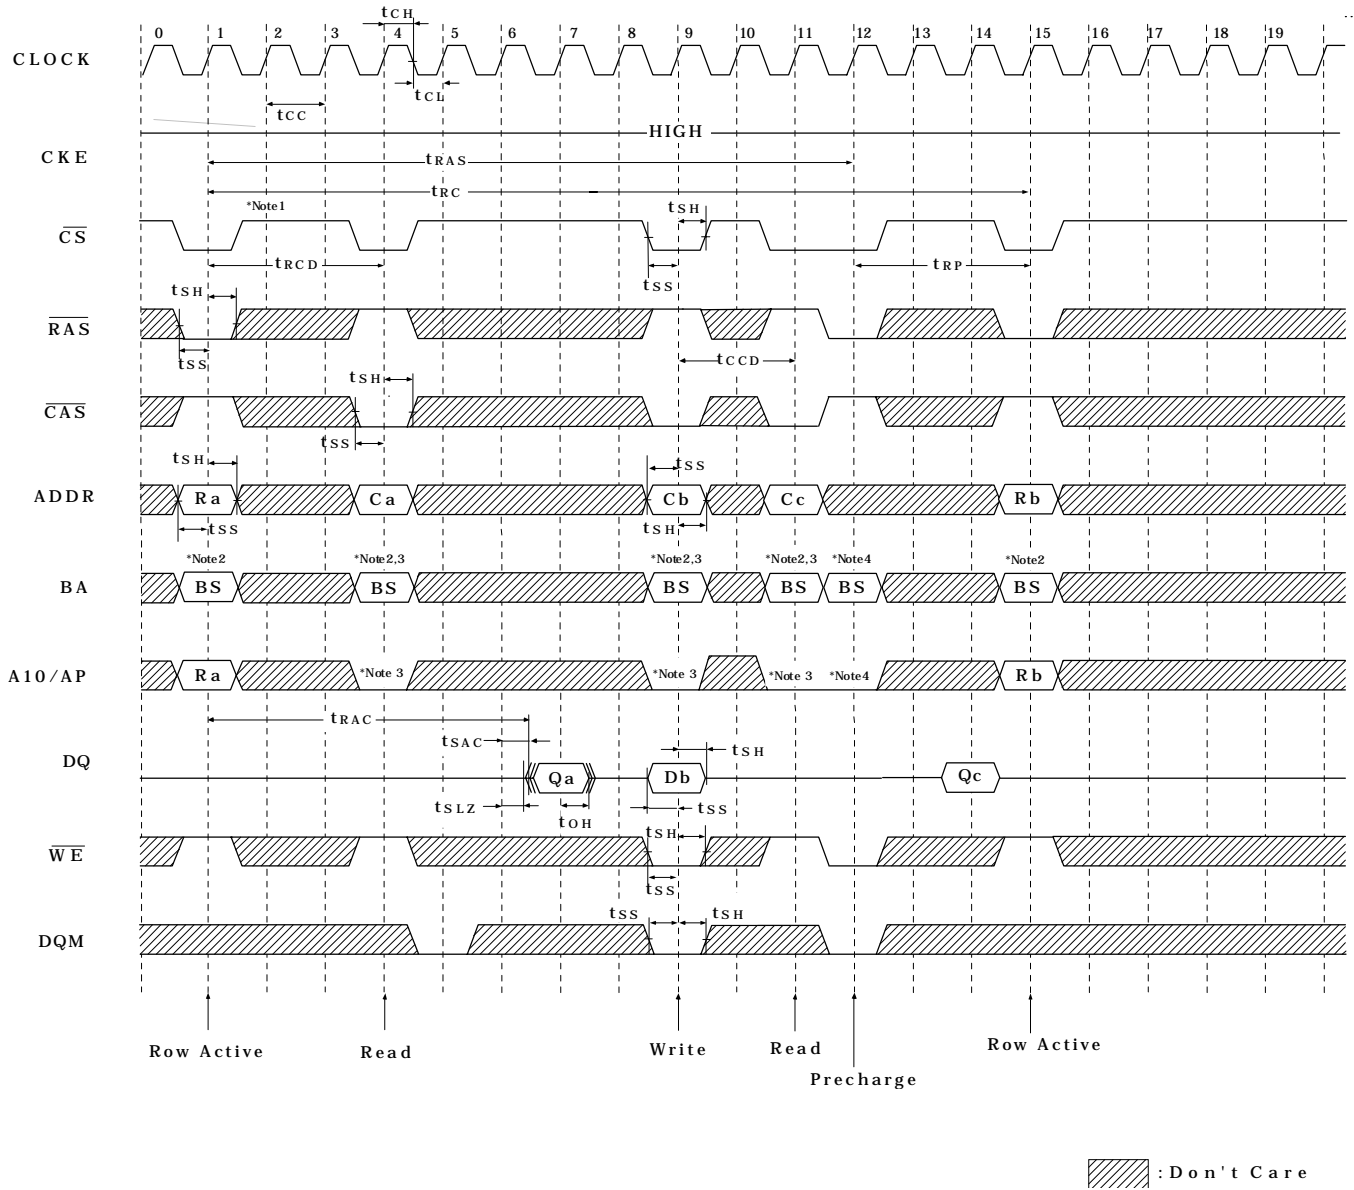 tCH
0 1 2 3 4 5 6 7 8 9 10 11 12 13 14 15 16 17 18 19
CLOCK
tCL
tCC
HIGH
CKE
tRAS
tRC
*Note1
tSH
CS
tRCD
tRP
tSS
tSH
RAS
tSS
tCCD
tSH
CAS
tSS
tSH
tSS
ADDR
Ra Ca Cb Cc Rb
tSS
tSH
*Note2 *Note2,3 *Note2,3 *Note2,3 *Note4 *Note2
BA
BS BS BS BS BS BS
A10/AP
Ra *Note 3 *Note 3 *Note 3 *Note4 Rb
tRAC
tSAC
tSH
DQ
Qa Db Qc
tSLZ
tOH
tSS
tSH
WE
tSS
tSS
tSH
DQM
Row Active Read Write Read Row Active
Precharge
:Don't Care